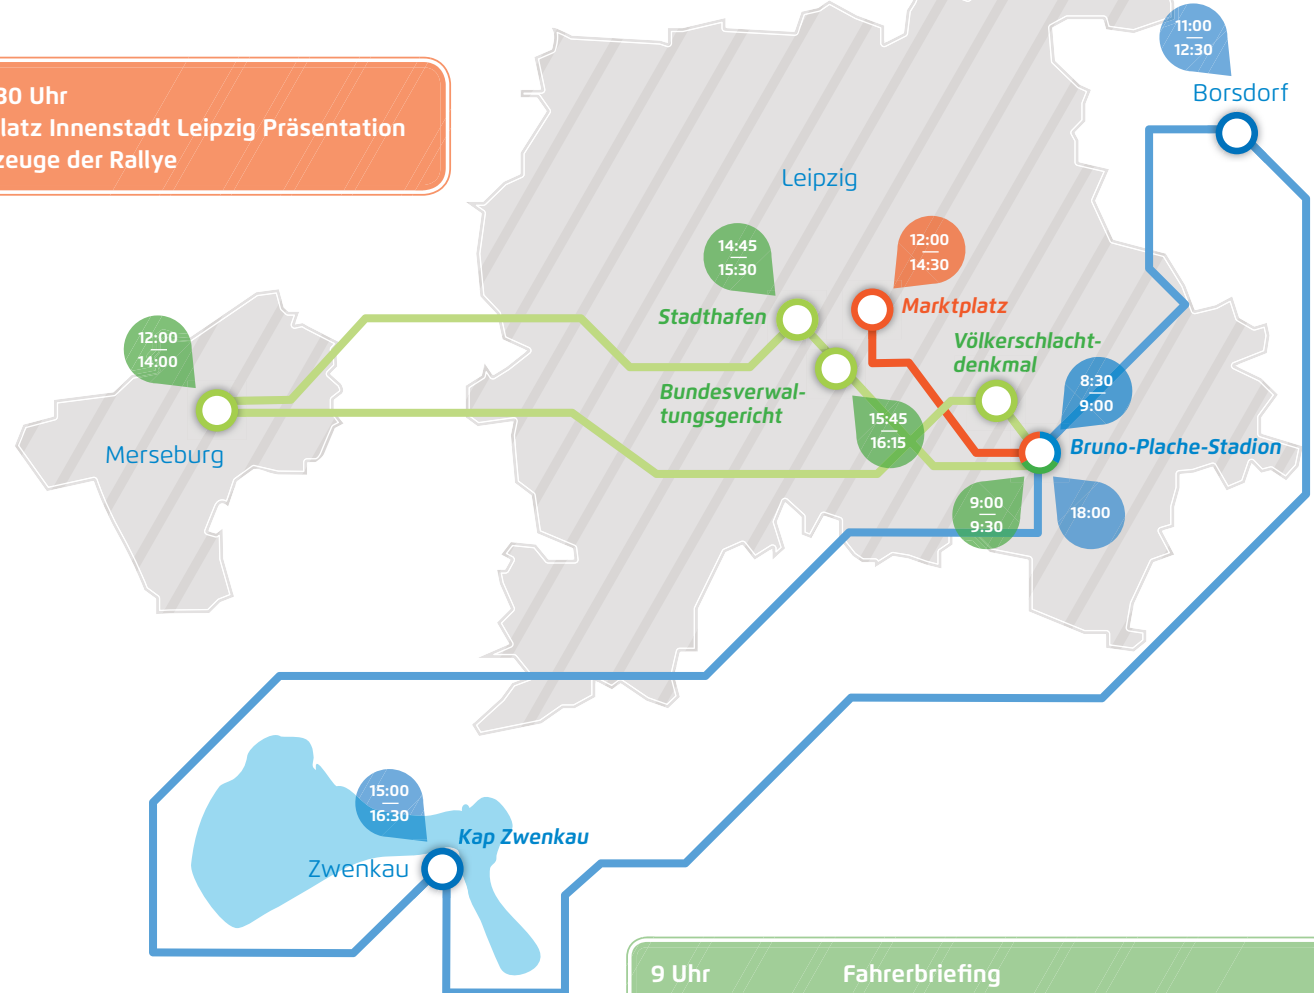 30 Uhr
latz Innenstadt Leipzig Präsentation
zeuge der Rallye
11:00
12:30
Borsdorf
Leipzig
14:45
15:30
12:00
14:30
Stadthafen
Marktplatz
12:00
14:00
Völkerschlacht-
denkmal
Bundesverwal-
tungsgericht
8:30
9:00
15:45
16:15
Merseburg
Bruno-Plache-Stadion
9:00
9:30
18:00
15:00
16:30
Kap Zwenkau
Zwenkau
9 Uhr Fahrerbriefing